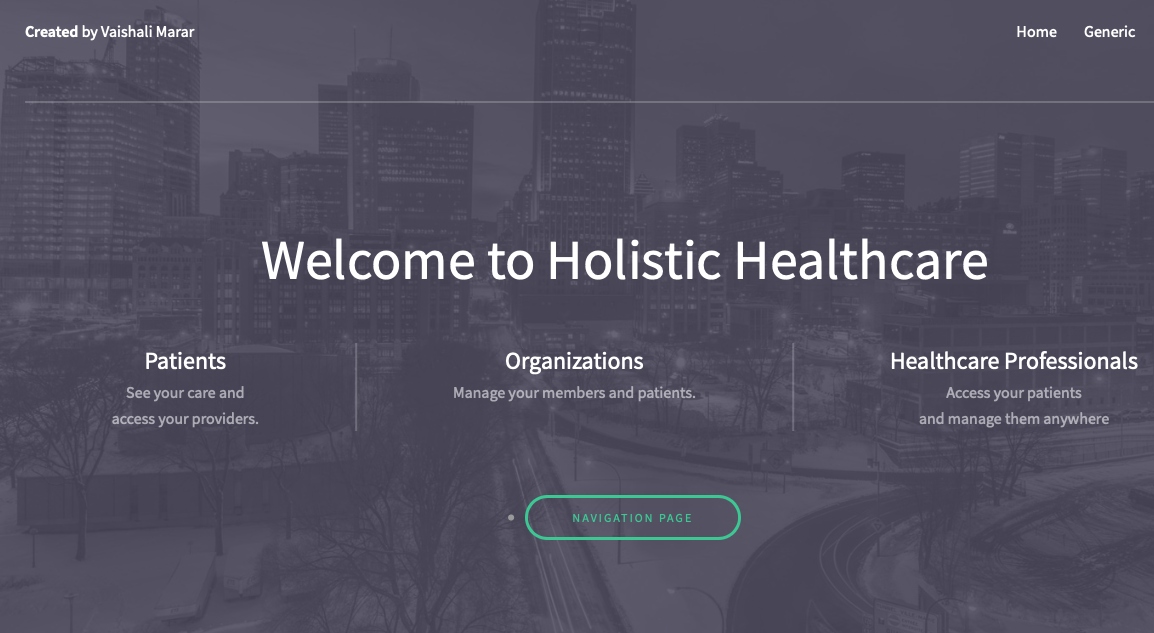 Created by Vaishali Marar
Home Generic
Welcome to Holistic Healthcare
Patients
See your care and
access your providers.
Organizations
Manage your members and patients.
Healthcare Professionals
Access your patients
and manage them anywhere
NAVIGATION PAGE